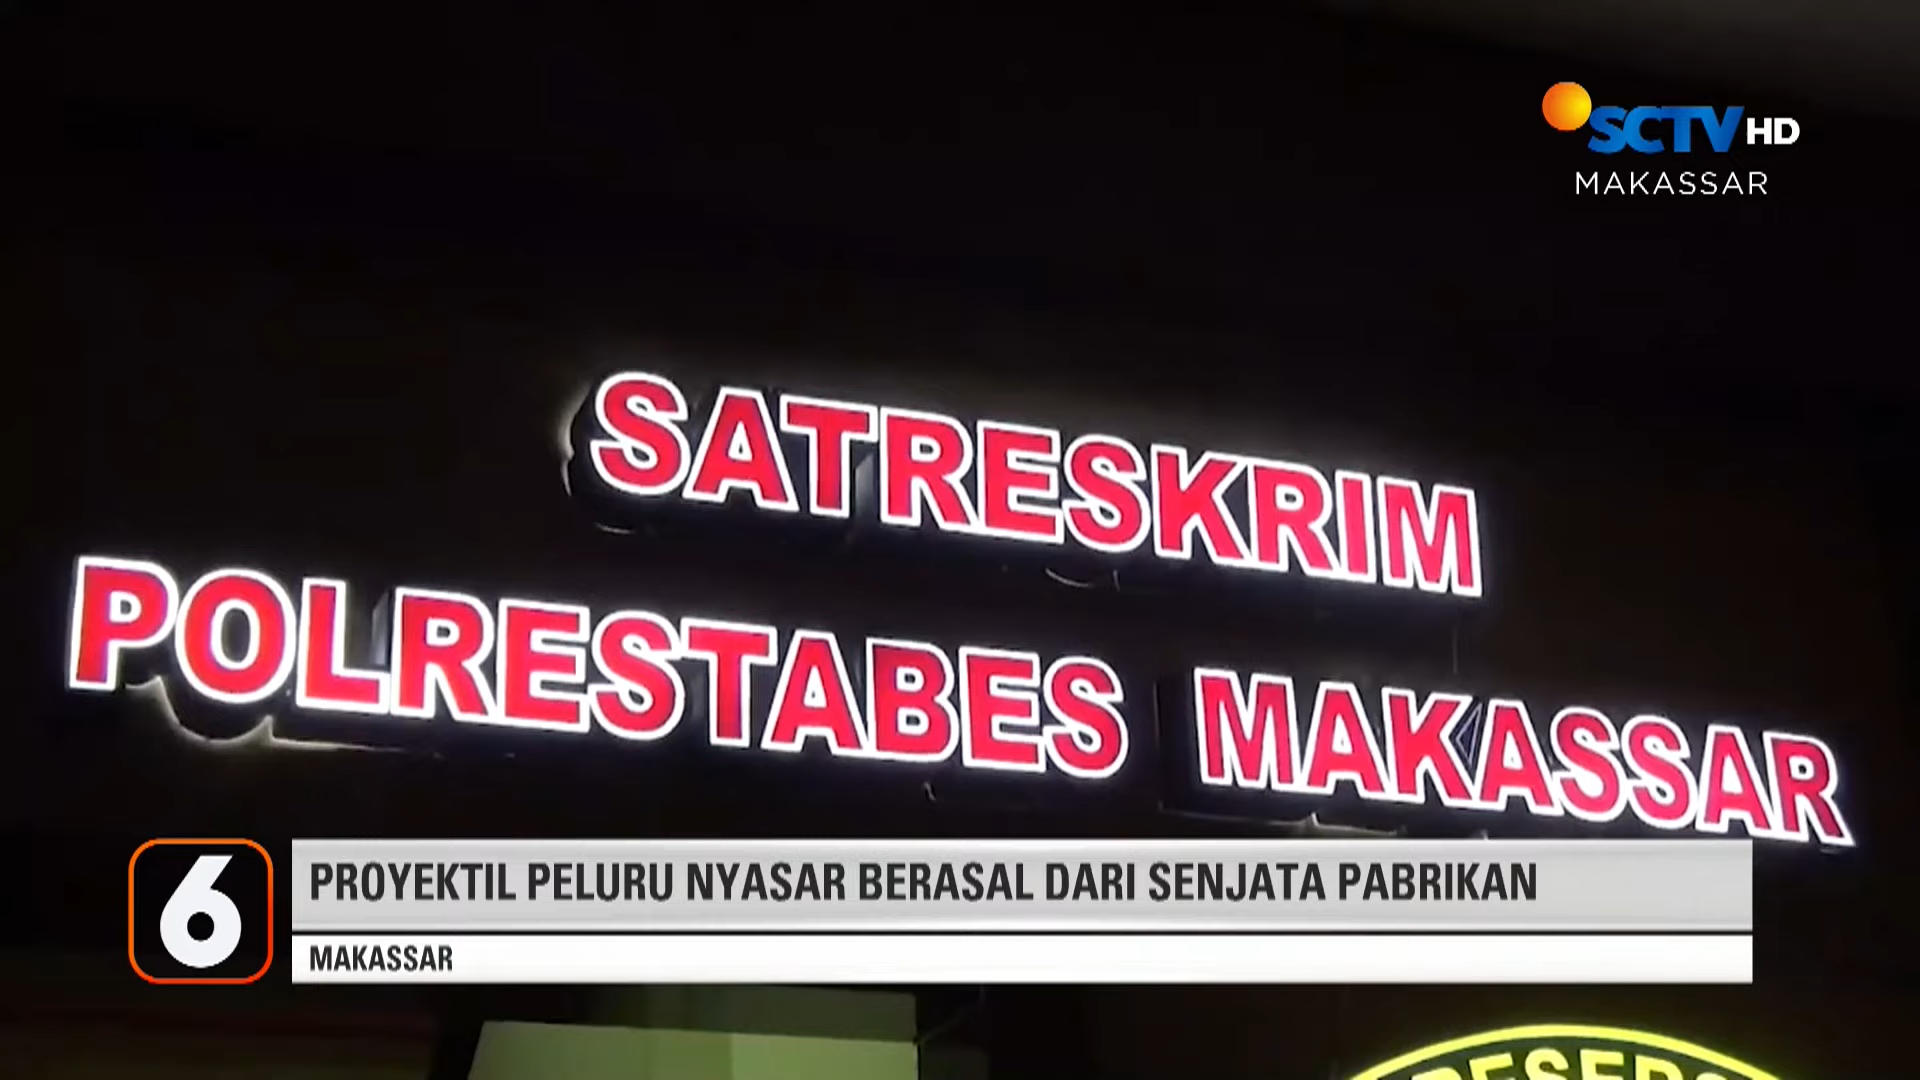 SCTV HD
MAKASSAR
SATRESKRIM
POLRESTABES MAKASSAR
6 PROYEKTIL PELURU NYASAR BERASAL DARI SENJATA PABRIKAN
MAKASSAR